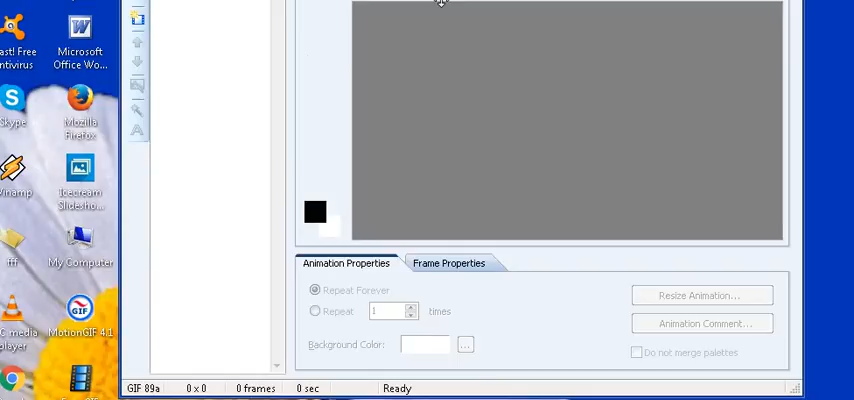 ast! Free
ntivirus
Microsoft
Office Wo...
Skype
Mozilla
Firefox
Winamp
Icecream
Slidesho...
fff
My Computer
C media
player
MotionGIF 4.1
GIF
A
Animation Properties
Frame Properties
Repeat Forever
Repeat
1
times
Background Color:
...
Resize Animation...
Animation Comment...
Do not merge palettes
GIF 89a
0 x 0
0 frames
0 sec
Ready